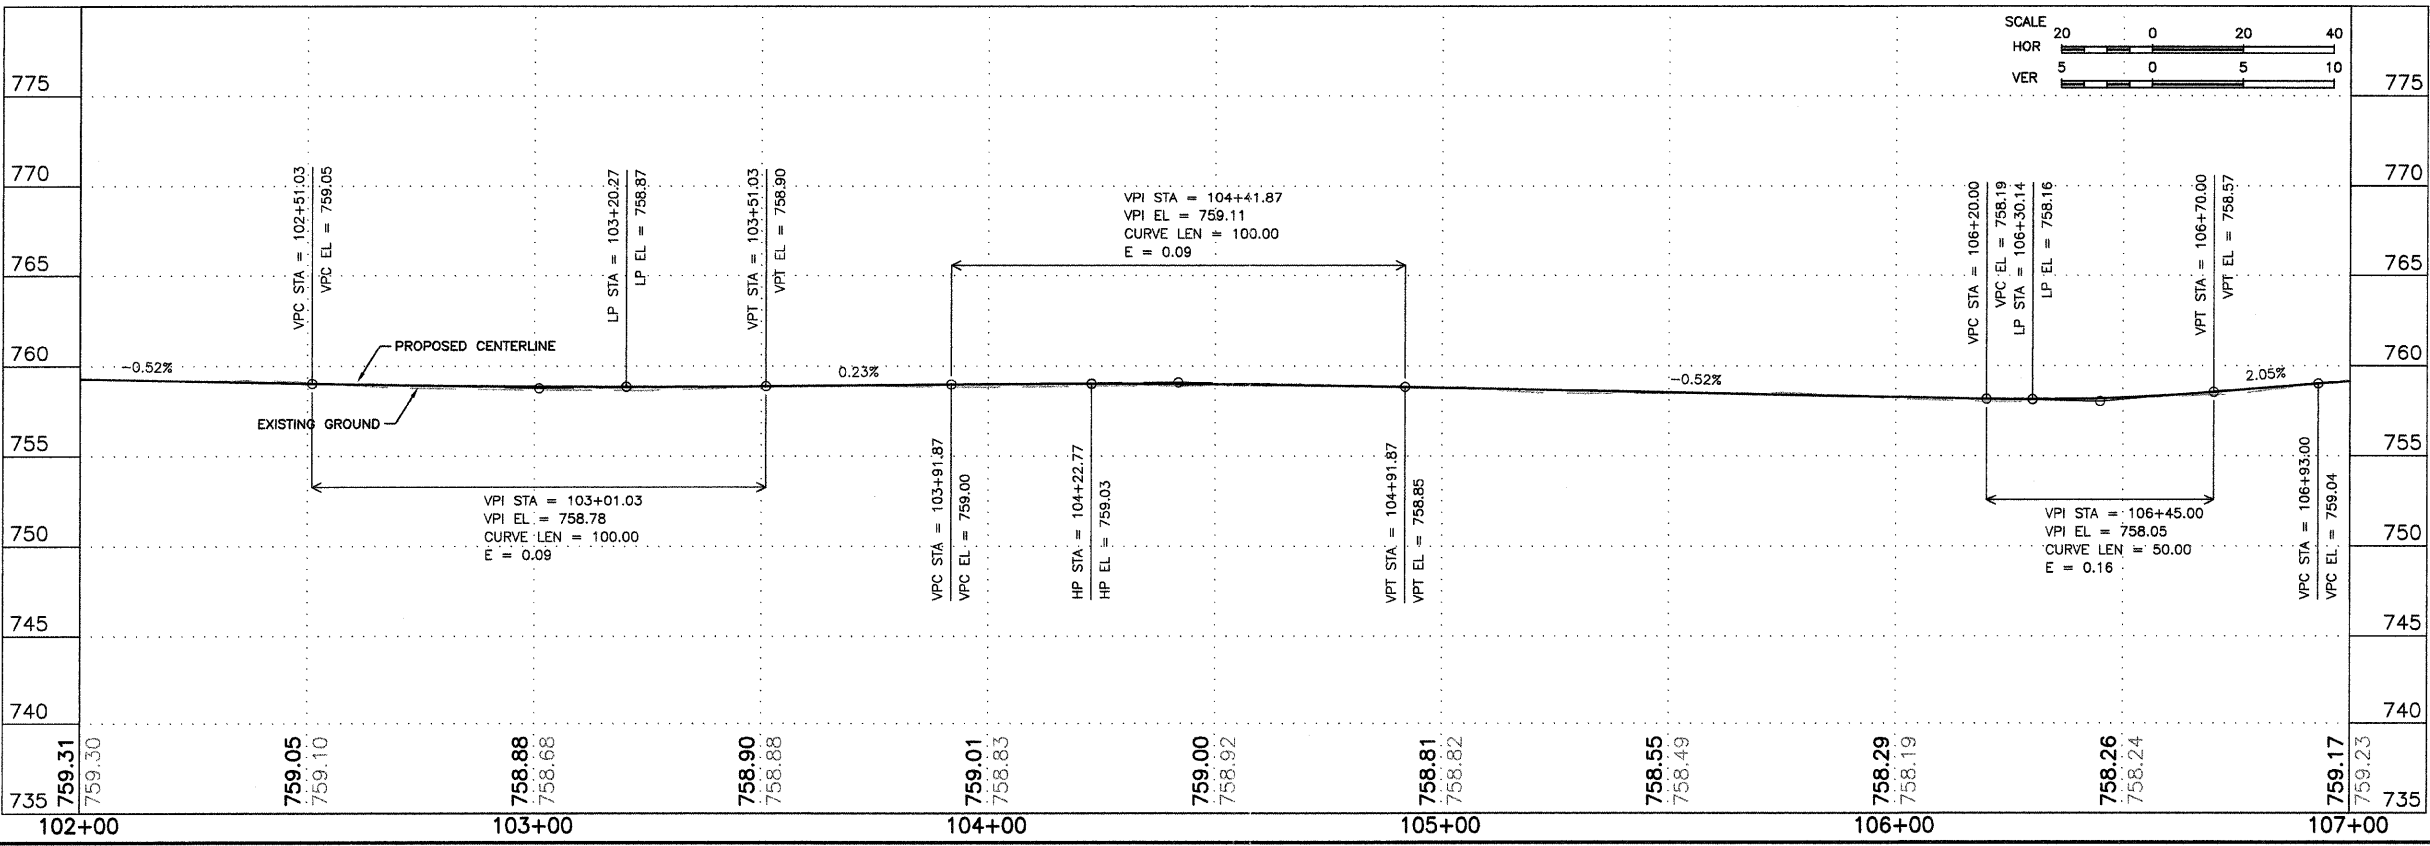 SCALE
HOR 20 0 20 40
VER 5 0 5 10
775 775
770 770
765 765
760 760
755 755
750 750
745 745
740 740
735 735
VPC STA = 102+51.03
VPC EL = 759.05
LP STA = 103+20.27
LP EL = 758.87
VPT STA = 103+51.03
VPT EL = 758.90
VPI STA = 104+41.87
VPI EL = 759.11
CURVE LEN = 100.00
E = 0.09
VPC STA = 106+20.00
VPC EL = 758.19
LP STA = 106+30.14
LP EL = 758.16
VPT STA = 106+70.00
VPT EL = 758.57
-0.52%
PROPOSED CENTERLINE
0.23%
-0.52%
2.05%
EXISTING GROUND
VPI STA = 103+01.03
VPI EL = 758.78
CURVE LEN = 100.00
E = 0.09
VPC STA = 103+91.87
VPC EL = 759.00
HP STA = 104+22.77
HP EL = 759.03
VPT STA = 104+91.87
VPT EL = 758.85
VPI STA = 106+45.00
VPI EL = 758.05
CURVE LEN = 50.00
E = 0.16
VPC STA = 106+93.00
VPC EL = 759.04
759.31
759.30
759.05
759.10
758.88
758.68
758.90
758.88
759.01
758.83
759.00
758.92
758.81
758.82
758.55
758.49
758.29
758.19
758.26
758.24
759.17
759.23
102+00 103+00 104+00 105+00 106+00 107+00